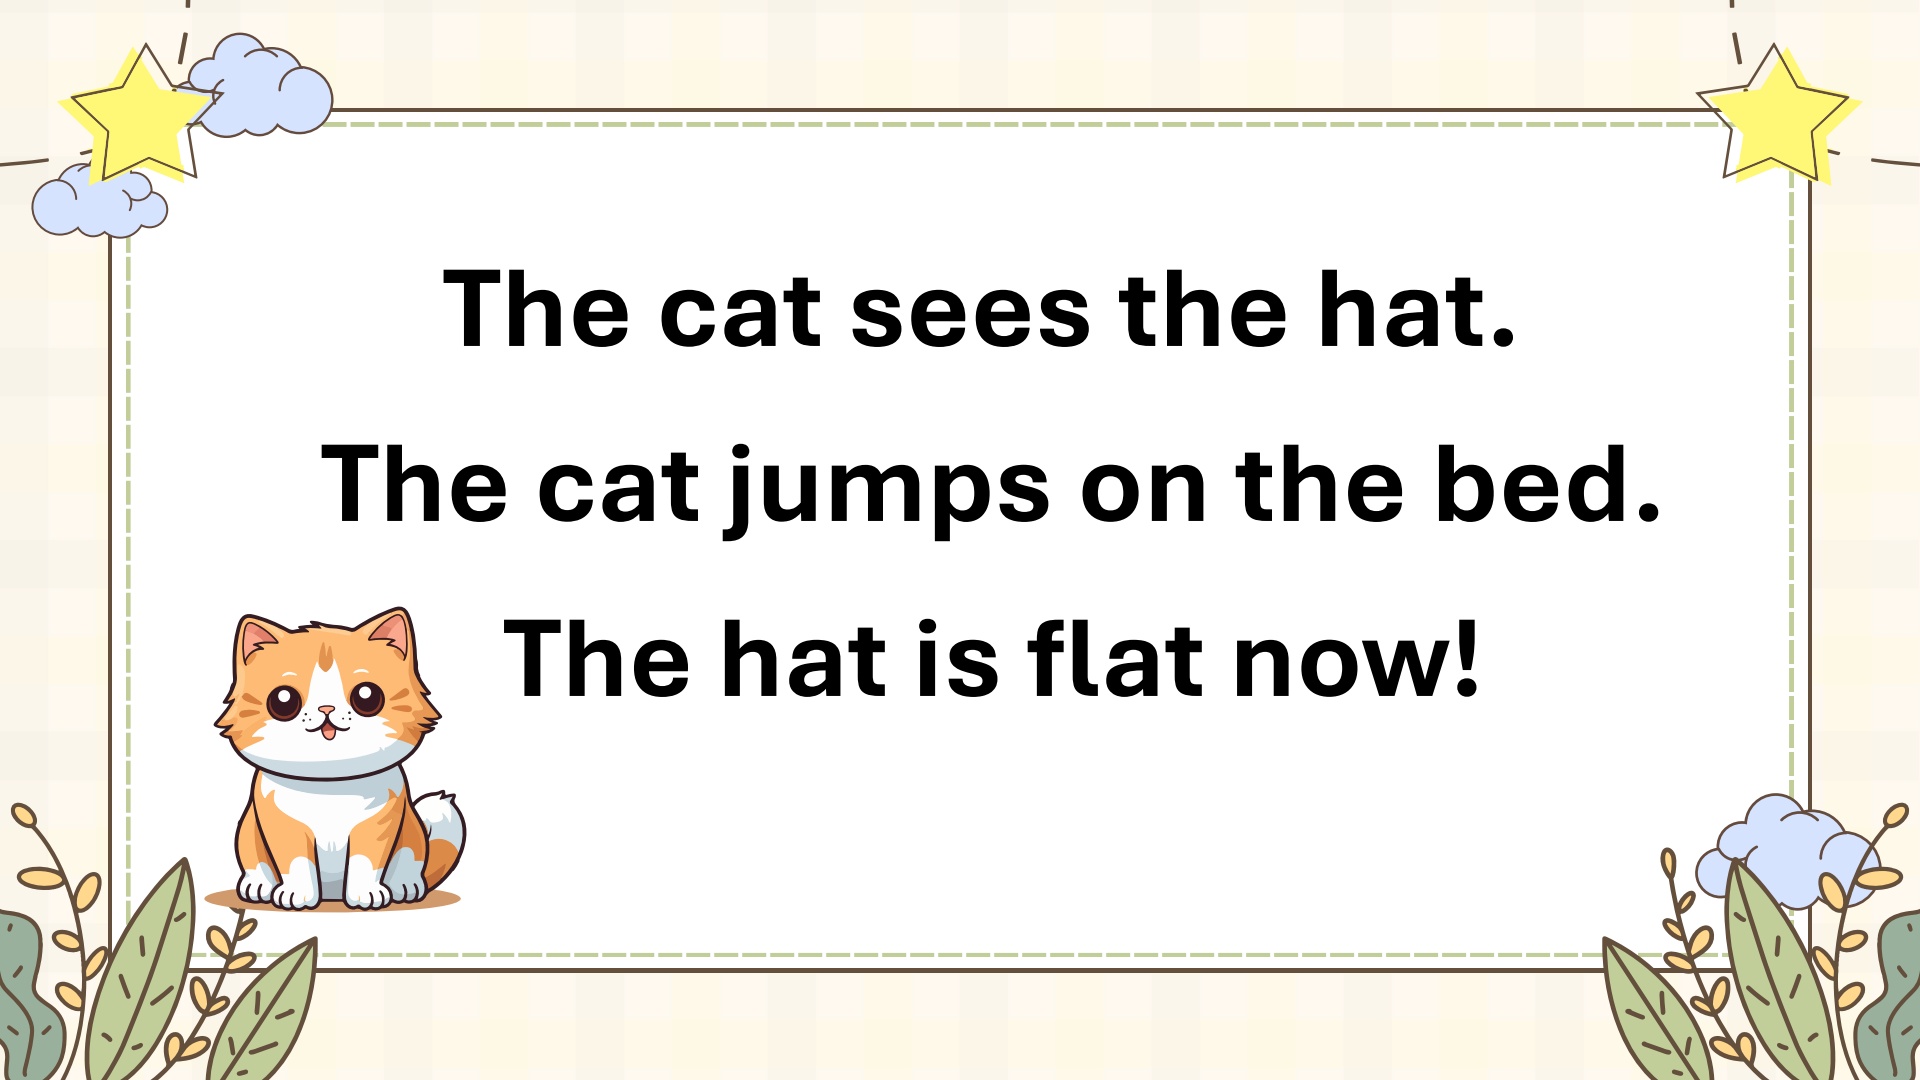 The cat sees the hat.
The cat jumps on the bed.
The hat is flat now!